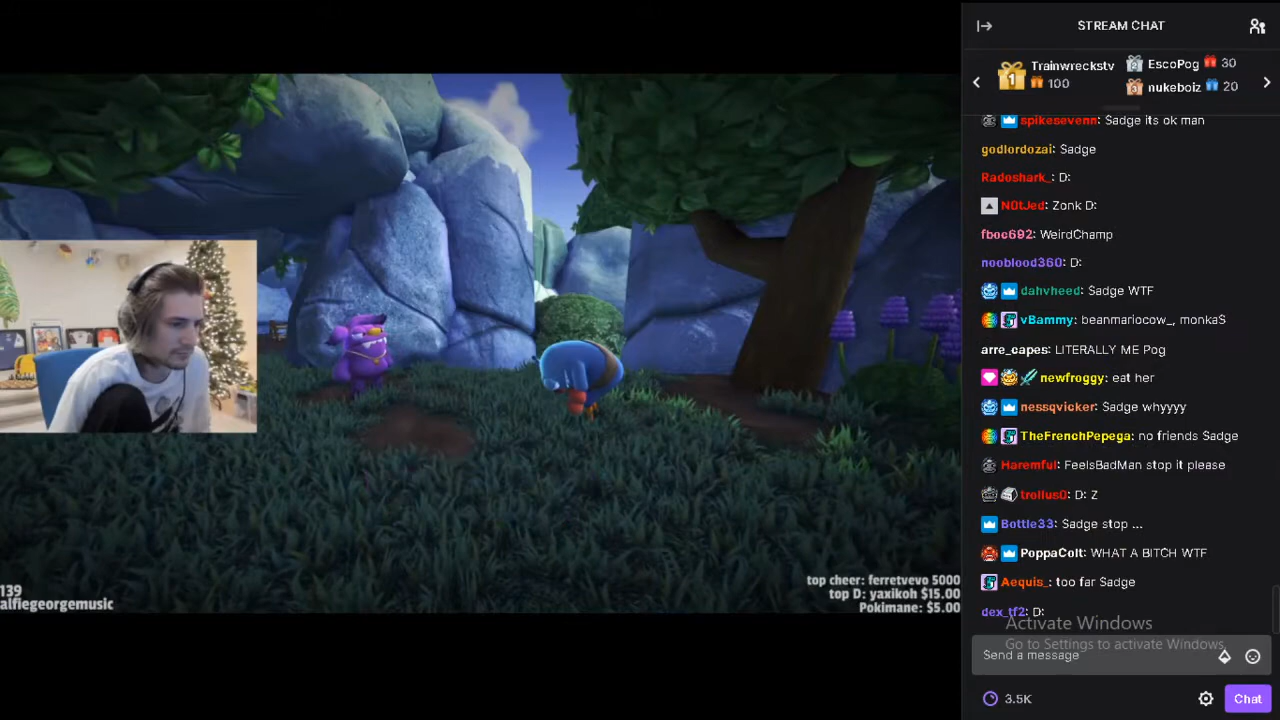 STREAM CHAT
Trainwreckstv
100
EscoPog 30
nukeboiz 20
spikesevenn: Sadge its ok man
godlordozai: Sadge
Radoshark_: D:
N0tJed: Zonk D:
fboc692: WeirdChamp
nooblood360: D:
dahvheed: Sadge WTF
vBammy: beanmarlocow_, monkaS
arre_capes: LITERALLY ME Pog
newfroggy: eat her
nessqvicker: Sadge whyyyy
TheFrenchPepega: no friends Sadge
Haremful: FeelsBadMan stop it please
trollus0: D: Z
Bottle33: Sadge stop ...
PoppaColt: WHAT A BITCH WTF
Aequis_: too far Sadge
dex_tf2: D:
Activate Windows
Go to Settings to activate Windows.
Send a message
3.5K
Chat
139
alfiegeorgemusic
top cheer: ferretvevo 5000
top D: yaxikoh $15.00
Pokimane: $5.00